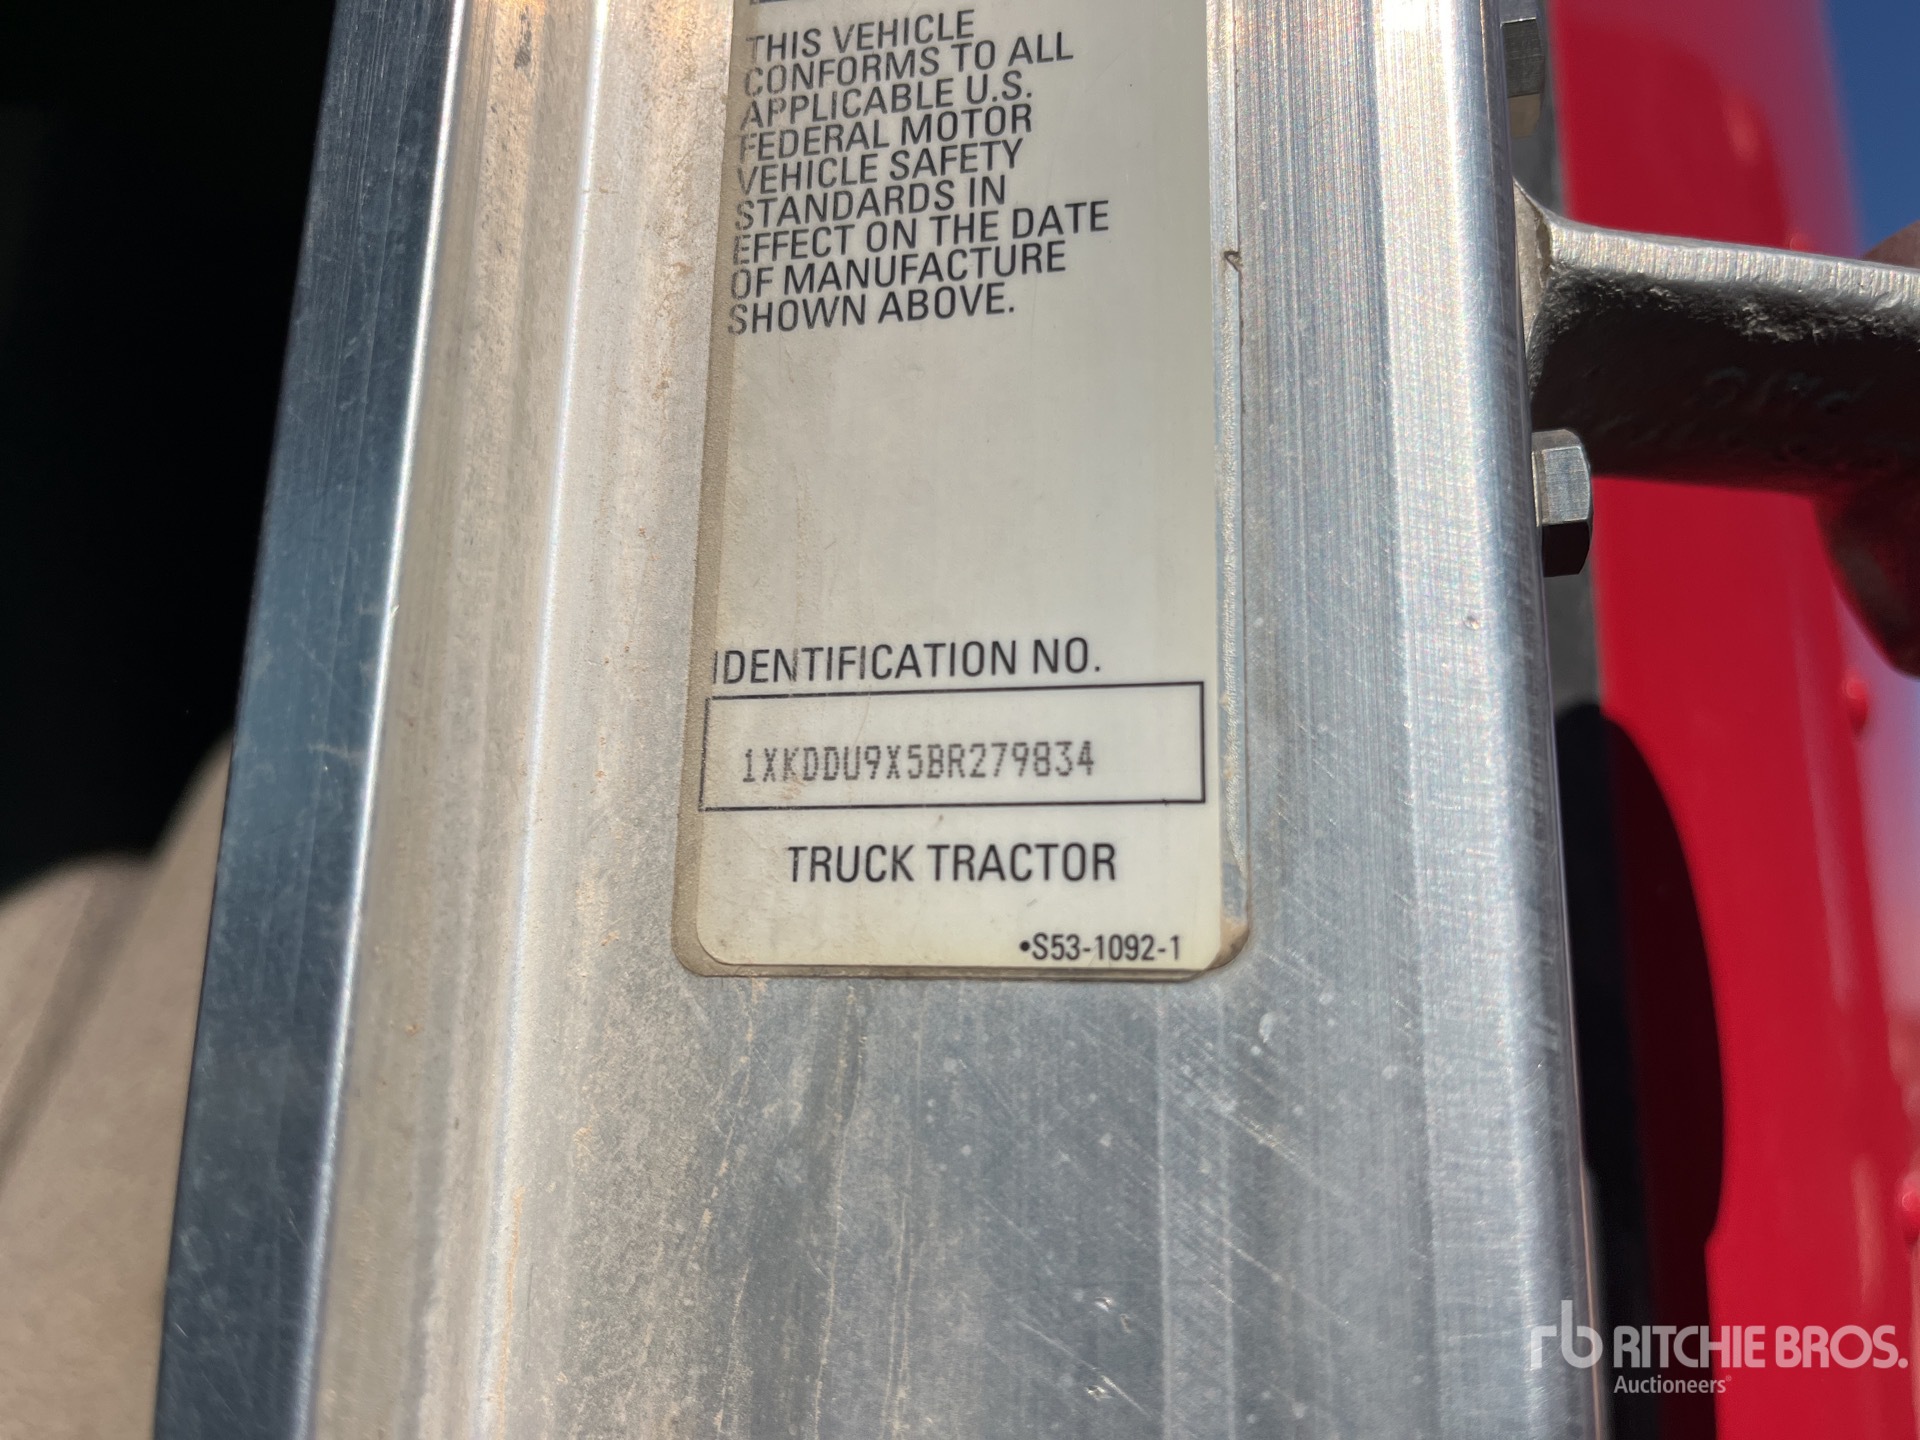 THIS VEHICLE
CONFORMS TO ALL
APPLICABLE U.S.
FEDERAL MOTOR
VEHICLE SAFETY
STANDARDS IN
EFFECT ON THE DATE
OF MANUFACTURE
SHOWN ABOVE.
IDENTIFICATION NO.
1XKDDU9X5BR279834
TRUCK TRACTOR
•S53-1092-1
rb RITCHIE BROS.
Auctioneers